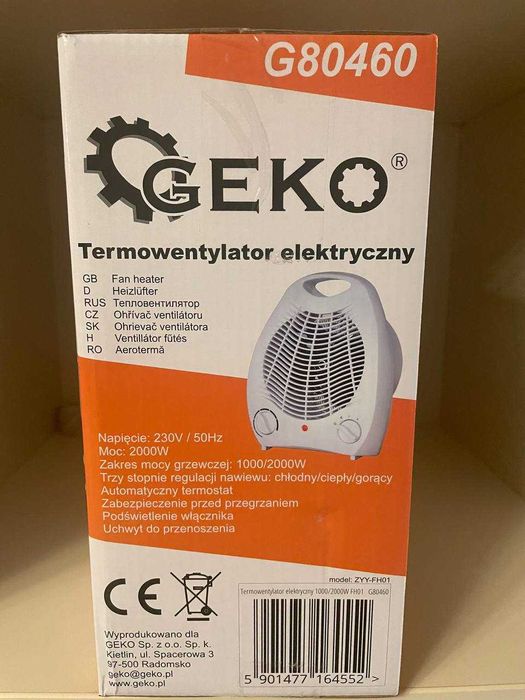 G80460
GEKO®
Termowentylator elektryczny
GB Fan heater
D Heizlüfter
RUS Тепловентилятор
CZ Ohřívač ventilátoru
SK Ohrievač ventilátora
H Ventillátor fűtés
RO Aerotermă
Napięcie: 230V / 50Hz
Moc: 2000W
Zakres mocy grzewczej: 1000/2000W
Trzy stopnie regulacji nawiewu: chłodny/ciepły/gorący
Automatyczny termostat
Zabezpieczenie przed przegrzaniem
Podświetlenie włącznika
Uchwyt do przenoszenia
model: ZYY-FH01
CE
Wyprodukowano dla
GEKO Sp. z o.o. Sp. k.
Kietlin, ul. Spacerowa 3
97-500 Radomsko
geko@geko.pl
www.geko.pl
Termowentylator elektryczny 1000/2000W FH01 G80460
5 901477 164552 >